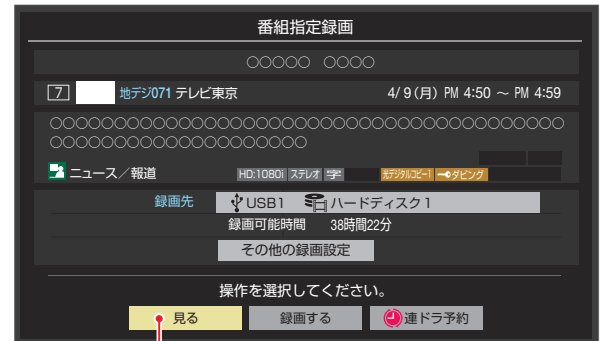 番組指定録画
○○○○○ ○○○○
7 地デジ071 テレビ東京 4/ 9(月) PM 4:50 ~ PM 4:59
○○○○○○○○○○○○○○○○○○○○○○○○○○○○○○○○○○○○○○○
○○○○○○○○○○○○○○○○○○○○
ニュース/報道 HD:1080i ステレオ 字 光デジタルコピー1 ダビング
録画先 USB1 ハードディスク1
録画可能時間 38時間22分
その他の録画設定
操作を選択してください。
見る 録画する 連ドラ予約